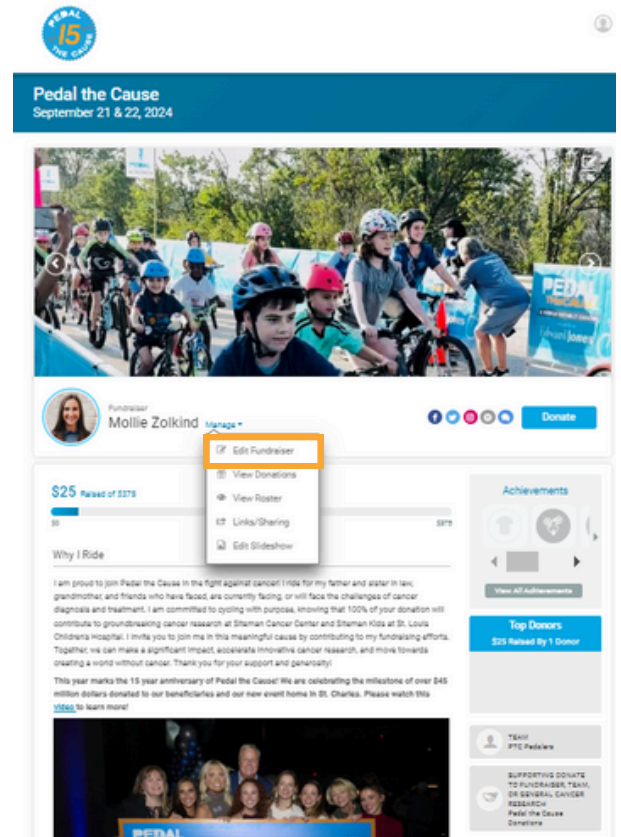 PEDAL
15
THE CAUSE
Pedal the Cause
September 21 & 22, 2024
PEDAL
THE CAUSE
Edward Jones
Fundraiser
Mollie Zolkind Manage
Donate
Edit Fundraiser
View Donations
View Roster
Links/Sharing
Edit Slideshow
$25 Raised of $375
$0
$375
Why I Ride
I am proud to join Pedal the Cause in the fight against cancer! I ride for my father and sister in law,
grandmother, and friends who have faced, are currently facing, or will face the challenges of cancer
diagnosis and treatment. I am committed to cycling with purpose, knowing that 100% of your donation will
contribute to groundbreaking cancer research at Siteman Cancer Center and Siteman Kids at St. Louis
Children's Hospital. I invite you to join me in this meaningful cause by contributing to my fundraising efforts.
Together, we can make a significant impact, accelerate innovative cancer research, and move towards
creating a world without cancer. Thank you for your support and generosity!
This year marks the 15 year anniversary of Pedal the Cause! We are celebrating the milestone of over $45
million dollars donated to our beneficiaries and our new event home in St. Charles. Please watch this
video to learn more!
PEDAL
Achievements
View All Achievements
Top Donors
$25 Raised By 1 Donor
TEAM
PTC Pedalers
SUPPORTING DONATE
TO FUNDRAISER, TEAM,
OR GENERAL CANCER
RESEARCH
Pedal the Cause
Donations